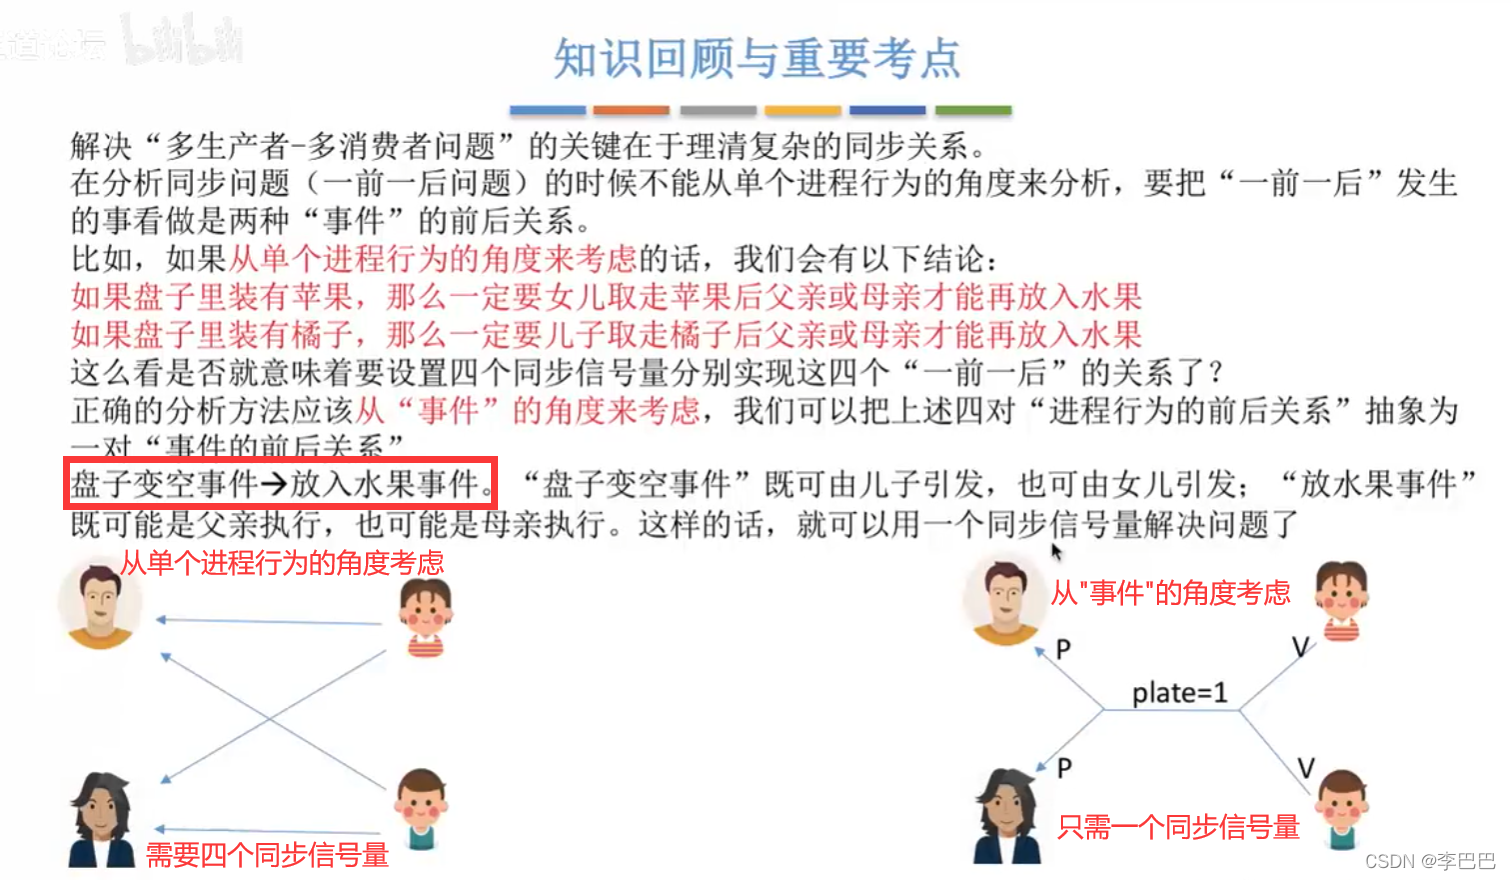 道论坛 bilibili
知识回顾与重要考点
解决“多生产者-多消费者问题”的关键在于理清复杂的同步关系。
在分析同步问题（一前一后问题）的时候不能从单个进程行为的角度来分析，要把“一前一后”发生
的事看做是两种“事件”的前后关系。
比如，如果从单个进程行为的角度来考虑的话，我们会有以下结论：
如果盘子里装有苹果，那么一定要女儿取走苹果后父亲或母亲才能再放入水果
如果盘子里装有橘子，那么一定要儿子取走橘子后父亲或母亲才能再放入水果
这么看是否就意味着要设置四个同步信号量分别实现这四个“一前一后”的关系了？
正确的分析方法应该从“事件”的角度来考虑，我们可以把上述四对“进程行为的前后关系”抽象为
一对“事件的前后关系”
盘子变空事件→放入水果事件。“盘子变空事件”既可由儿子引发，也可由女儿引发；“放水果事件”
既可能是父亲执行，也可能是母亲执行。这样的话，就可以用一个同步信号量解决问题了
从单个进程行为的角度考虑
需要四个同步信号量
从"事件"的角度考虑
P
V
plate=1
P
V
只需一个同步信号量
CSDN @李巴巴